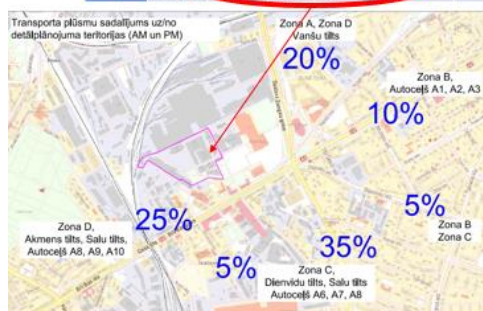 Transporta plūsmu sadalījums uz/no
detālplānojuma teritorijas (AM un PM)
Zona A, Zona D
Vanšu tilts
20%
Zona B,
Autoceļš A1, A2, A3
10%
5%
Zona B
Zona C
Zona D,
Akmens tilts, Salu tilts,
Autoceļš A8, A9, A10
25%
5%
35%
Zona C,
Dienvidu tilts, Salu tilts
Autoceļš A6, A7, A8